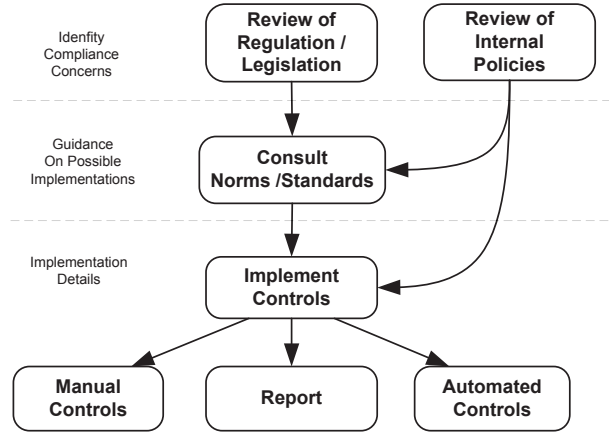 Idenfity
Compliance
Concerns
Review of
Regulation /
Legislation
Review of
Internal
Policies
Guidance
On Possible
Implementations
Consult
Norms /Standards
Implementation
Details
Implement
Controls
Manual
Controls
Report
Automated
Controls